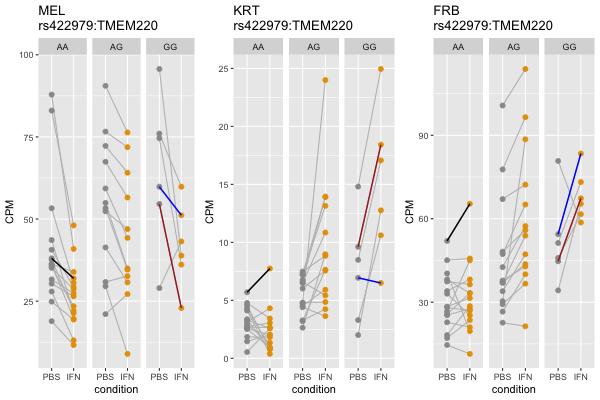 MEL
rs422979:TMEM220
AA AG GG
100
75
50
25
CPM
PBS IFN PBS IFN PBS IFN
condition
KRT
rs422979:TMEM220
AA AG GG
25
20
15
10
5
0
CPM
PBS IFN PBS IFN PBS IFN
condition
FRB
rs422979:TMEM220
AA AG GG
90
60
30
CPM
PBS IFN PBS IFN PBS IFN
condition